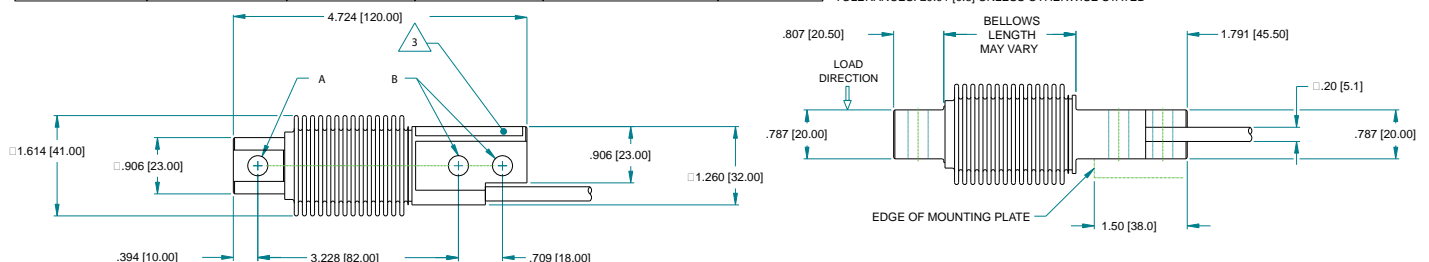 4.724 [120.00]
3
A
B
□1.614 [41.00]
□.906 [23.00]
.906 [23.00]
□1.260 [32.00]
.394 [10.00]
3.228 [82.00]
.709 [18.00]
.807 [20.50]
BELLOWS
LENGTH
MAY VARY
1.791 [45.50]
LOAD
DIRECTION
□.20 [5.1]
.787 [20.00]
.787 [20.00]
EDGE OF MOUNTING PLATE
1.50 [38.0]